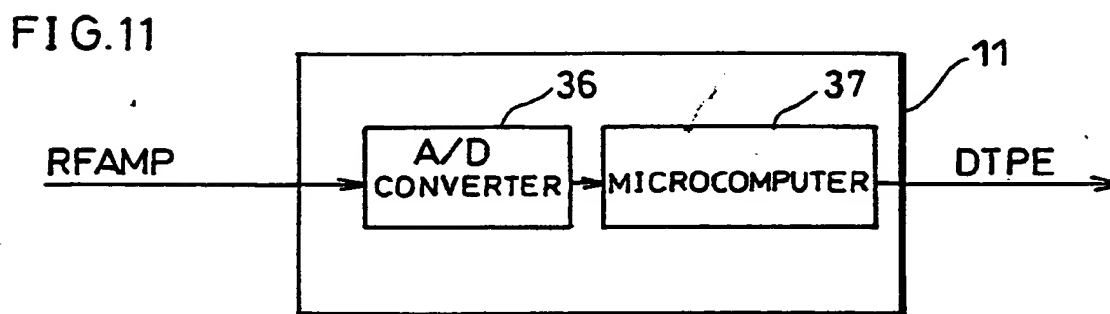 FIG.11
11
36
37
RFAMP
A/D
CONVERTER
MICROCOMPUTER
DTPE